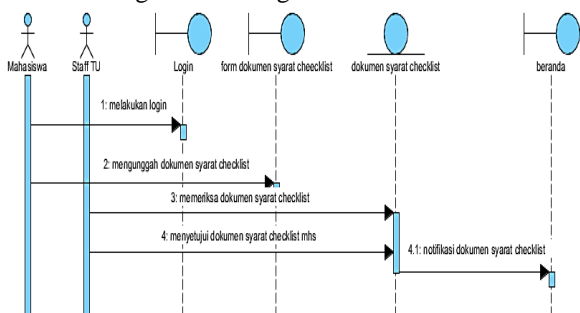 Mahasiswa
Staff TU
Login
form dokumen syarat cheecklist
dokumen syarat checklist
beranda
1: melakukan login
2: mengunggah dokumen syarat checklist
3: memeriksa dokumen syarat checklist
4: menyetujui dokumen syarat checklist mhs
4.1: notifikasi dokumen syarat checklist